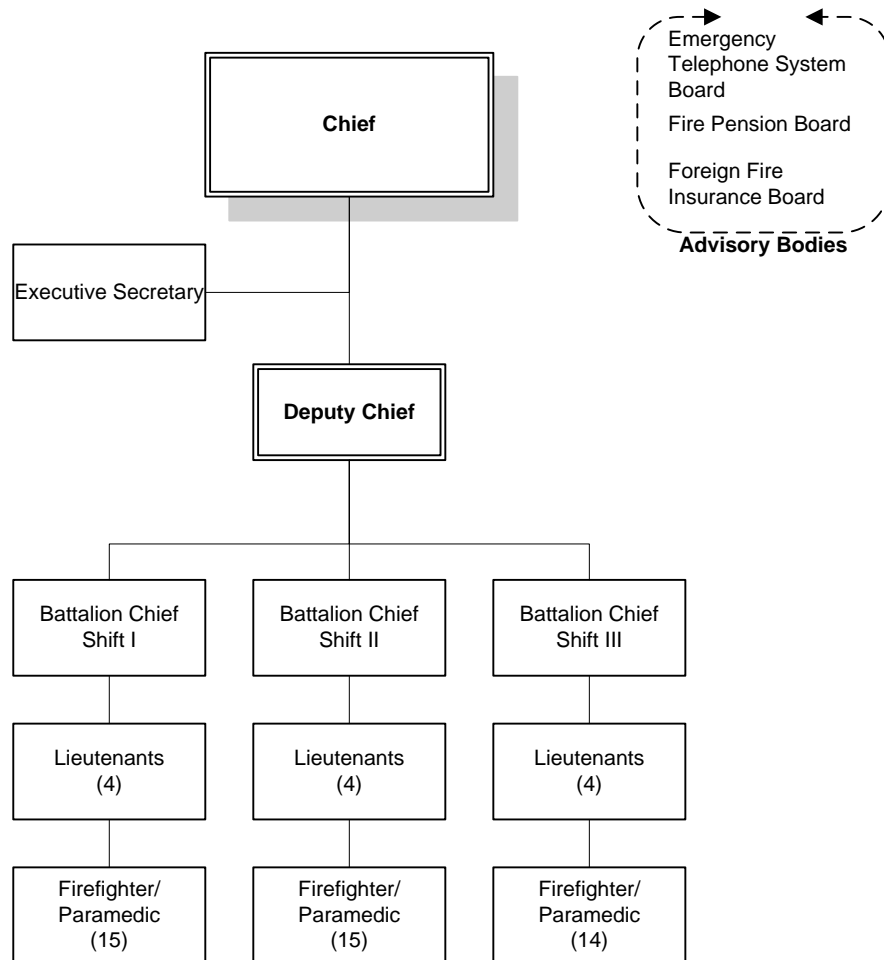 Chief
Emergency
Telephone System
Board
Fire Pension Board
Foreign Fire
Insurance Board
Advisory Bodies
Executive Secretary
Deputy Chief
Battalion Chief
Shift I
Battalion Chief
Shift II
Battalion Chief
Shift III
Lieutenants
(4)
Lieutenants
(4)
Lieutenants
(4)
Firefighter/
Paramedic
(15)
Firefighter/
Paramedic
(15)
Firefighter/
Paramedic
(14)